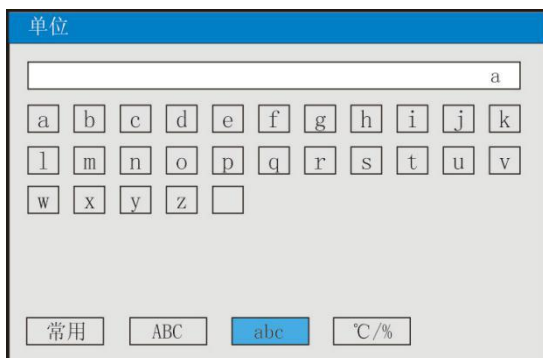 单位
a
a b c d e f g h i j k
l m n o p q r s t u v
w x y z
常用 ABC abc ℃/%